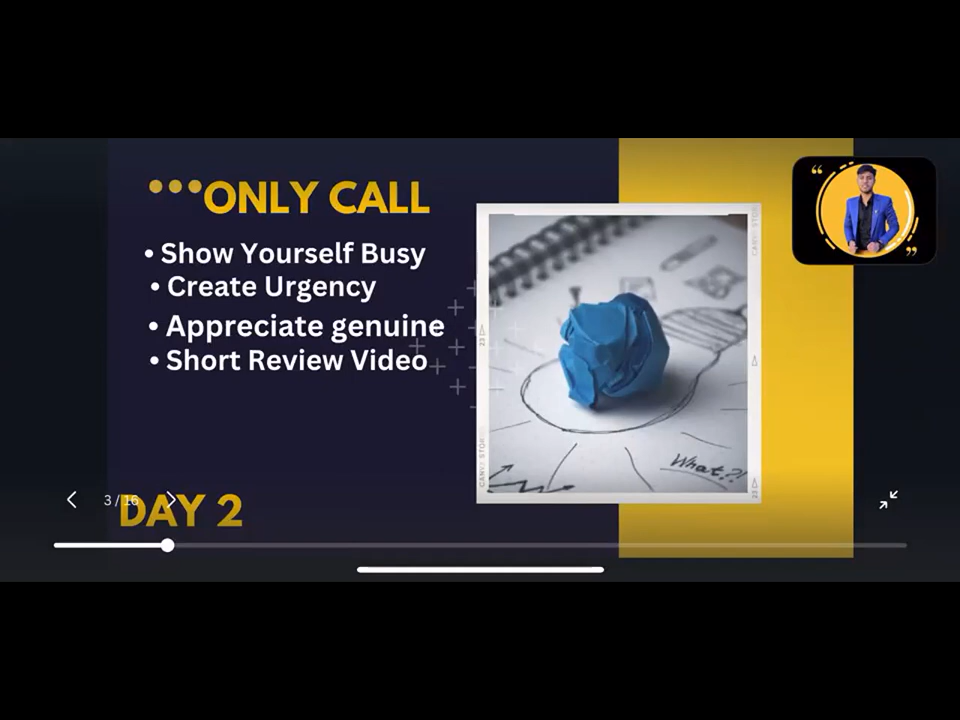 •••ONLY CALL
• Show Yourself Busy
• Create Urgency
• Appreciate genuine
• Short Review Video
What?!
3 / 16
DAY 2